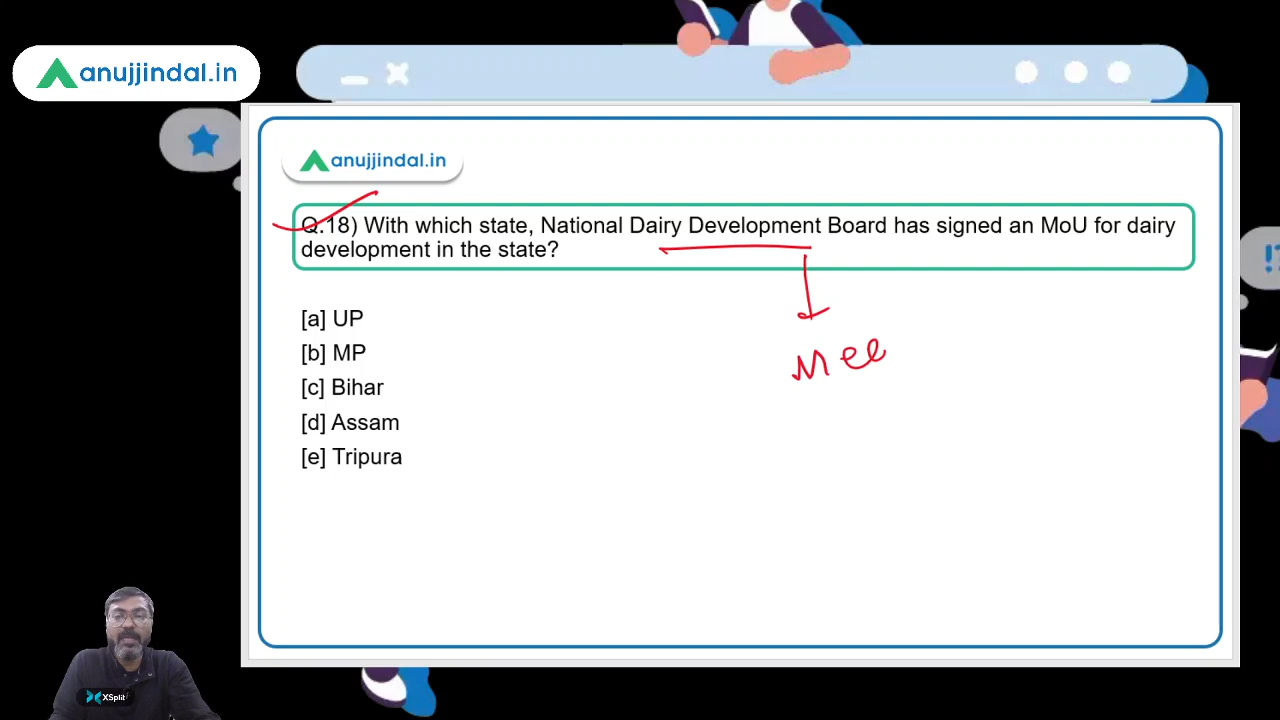 anujjindal.in
anujjindal.in
Q.18) With which state, National Dairy Development Board has signed an MoU for dairy
development in the state?
[a] UP
[b] MP
[c] Bihar
[d] Assam
[e] Tripura
XSplit